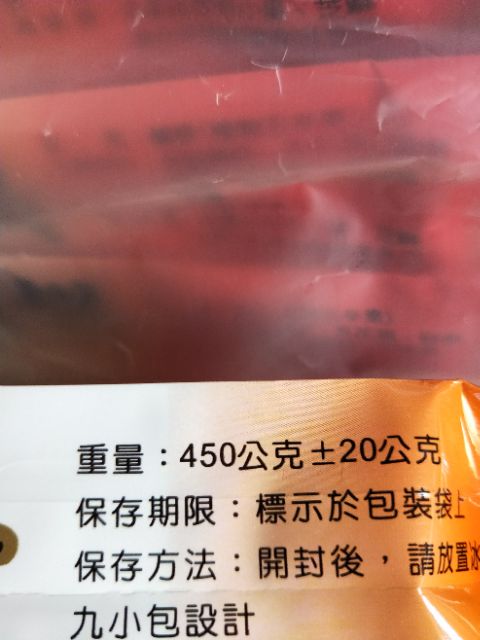 重量：450公克±20公克
保存期限：標示於包裝袋上
保存方法：開封後，請放置冰
九小包設計